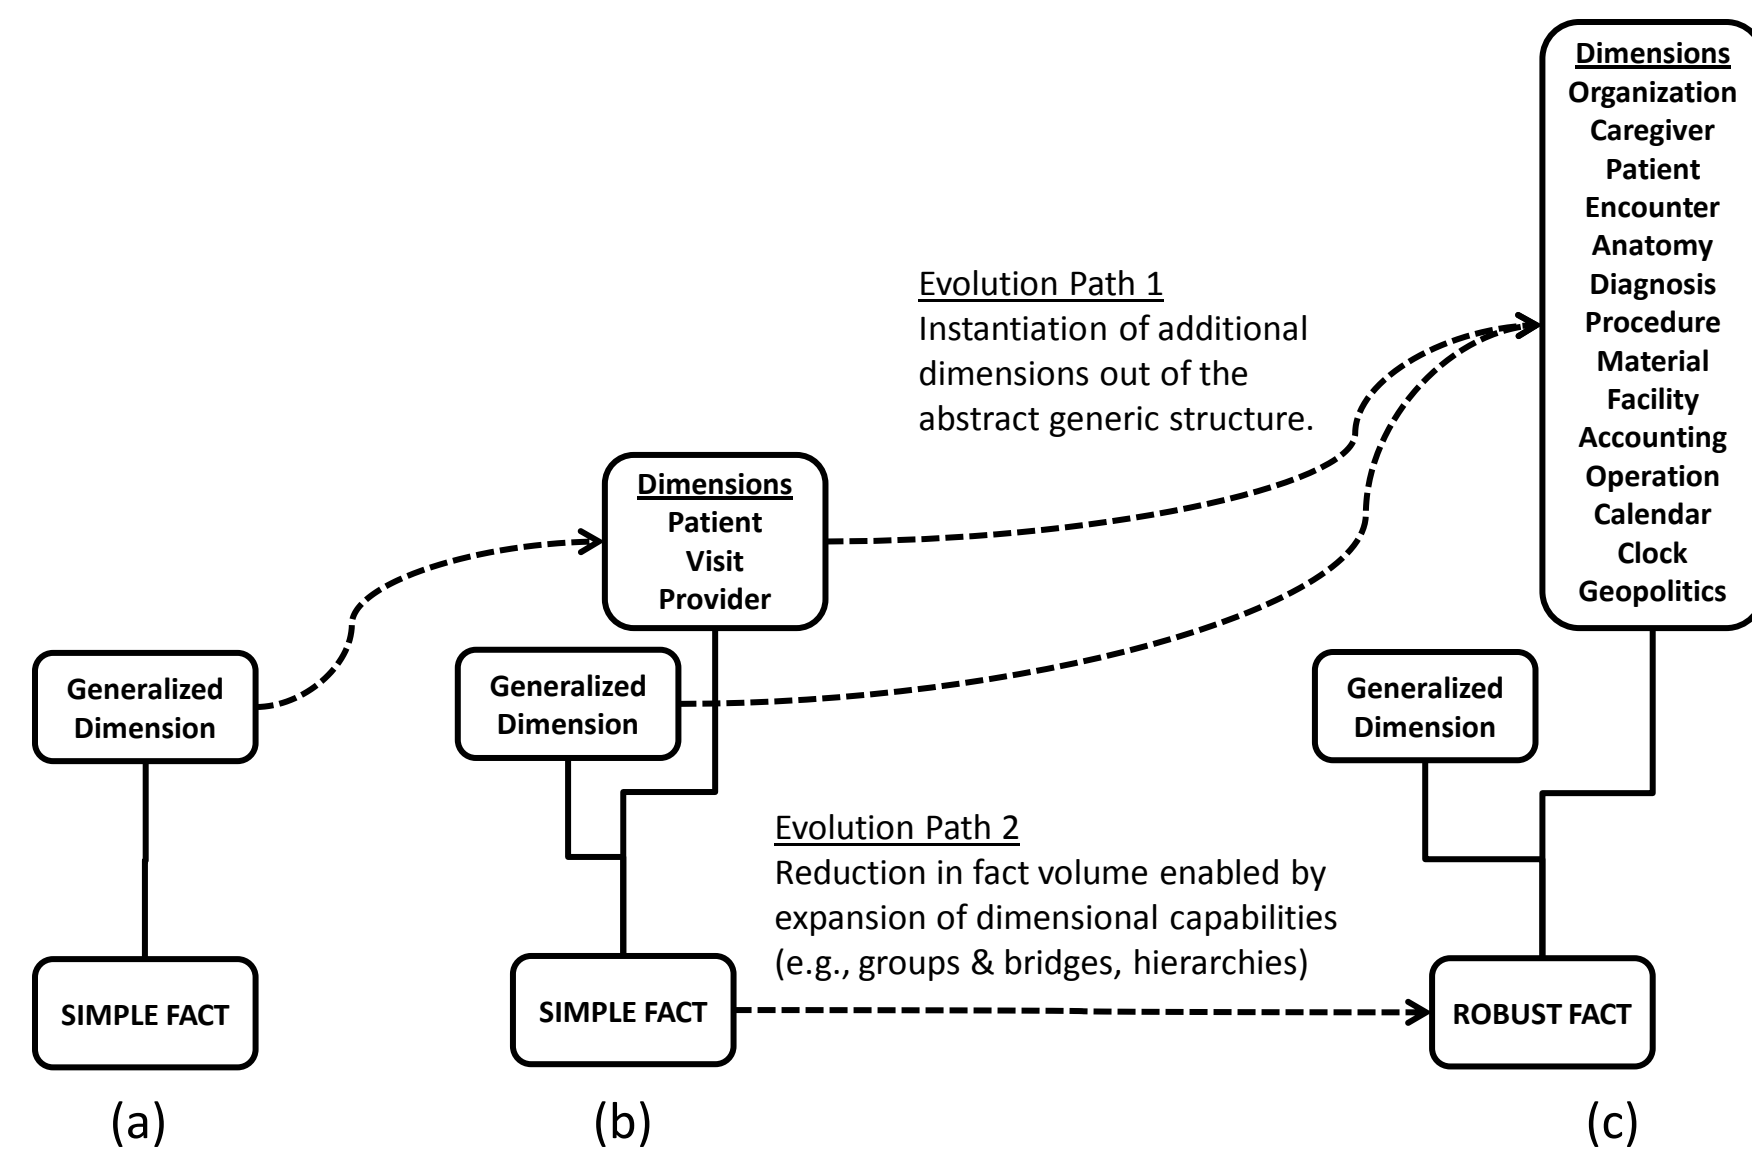 Dimensions
Organization
Caregiver
Patient
Encounter
Anatomy
Diagnosis
Procedure
Material
Facility
Accounting
Operation
Calendar
Clock
Geopolitics
Evolution Path 1
Instantiation of additional
dimensions out of the
abstract generic structure.
Dimensions
Patient
Visit
Provider
Generalized
Dimension
Generalized
Dimension
Generalized
Dimension
Evolution Path 2
Reduction in fact volume enabled by
expansion of dimensional capabilities
(e.g., groups & bridges, hierarchies)
SIMPLE FACT
SIMPLE FACT
ROBUST FACT
(a)
(b)
(c)